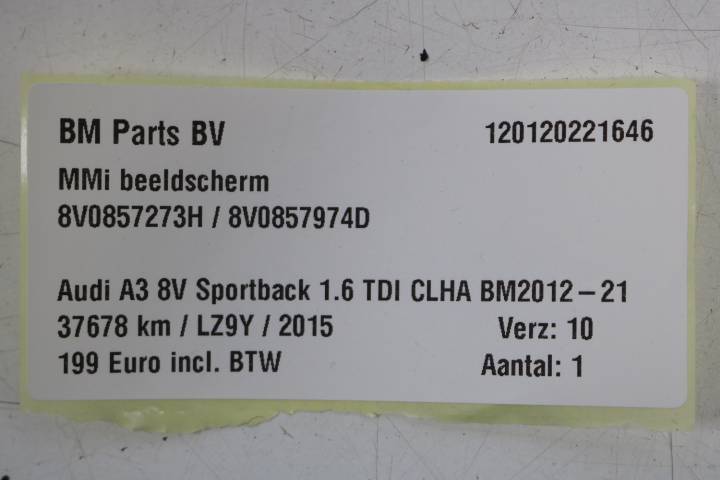 BM Parts BV 120120221646
MMi beeldscherm
8V0857273H / 8V0857974D
Audi A3 8V Sportback 1.6 TDI CLHA BM2012-21
37678 km / LZ9Y / 2015 Verz: 10
199 Euro incl. BTW Aantal: 1